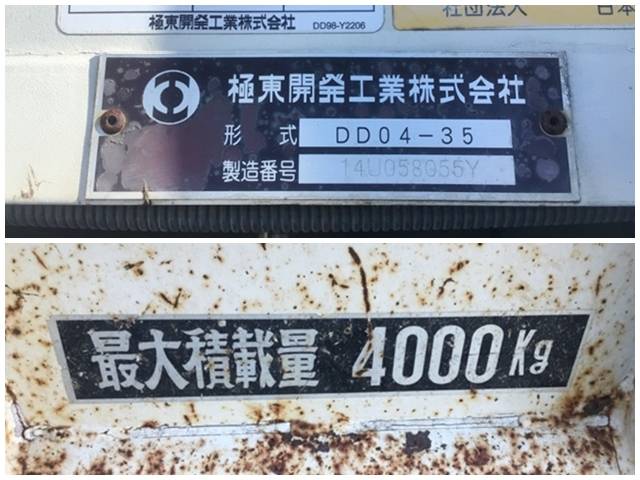 極東開発工業株式会社 DD98-Y2206
社団法人 日本
極東開発工業株式会社
形式 DD04-35
製造番号 14U058055Y
最大積載量 4000Kg